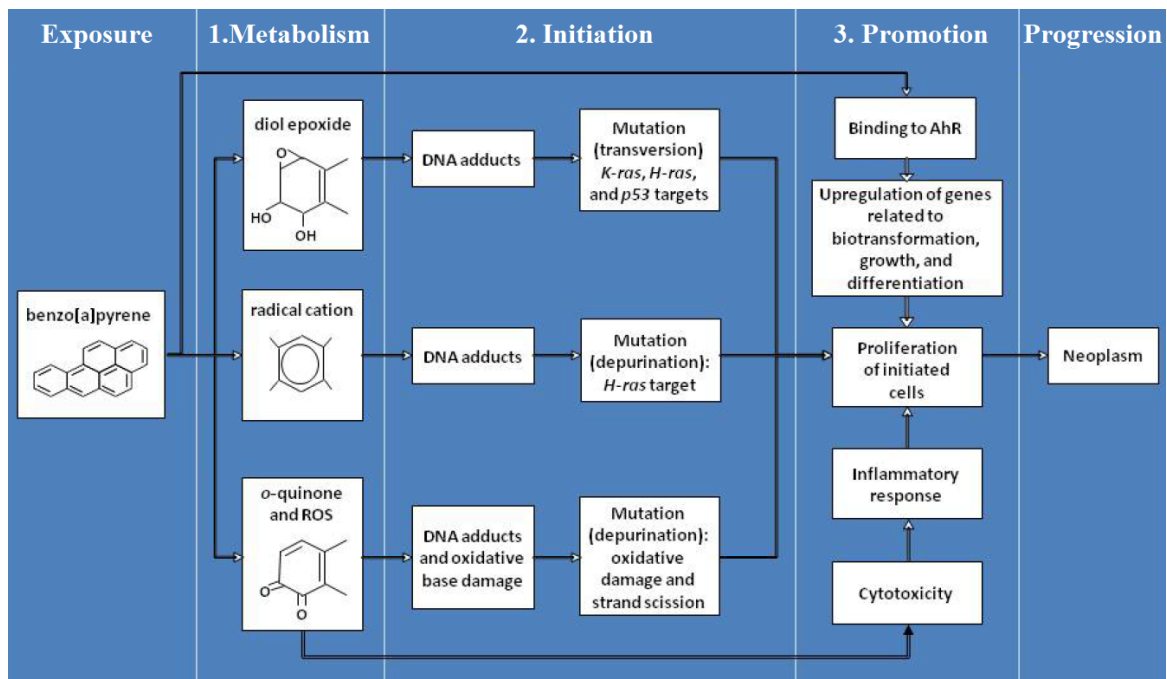 Exposure
1.Metabolism
2. Initiation
3. Promotion
Progression
benzo[a]pyrene
diol epoxide
O
HO
OH
DNA adducts
Mutation
(transversion)
K-ras, H-ras,
and p53 targets
radical cation
DNA adducts
Mutation
(depurination):
H-ras target
o-quinone
and ROS
O
O
DNA adducts
and oxidative
base damage
Mutation
(depurination):
oxidative
damage and
strand scission
Binding to AhR
Upregulation of genes
related to
biotransformation,
growth, and
differentiation
Proliferation
of initiated
cells
Inflammatory
response
Cytotoxicity
Neoplasm